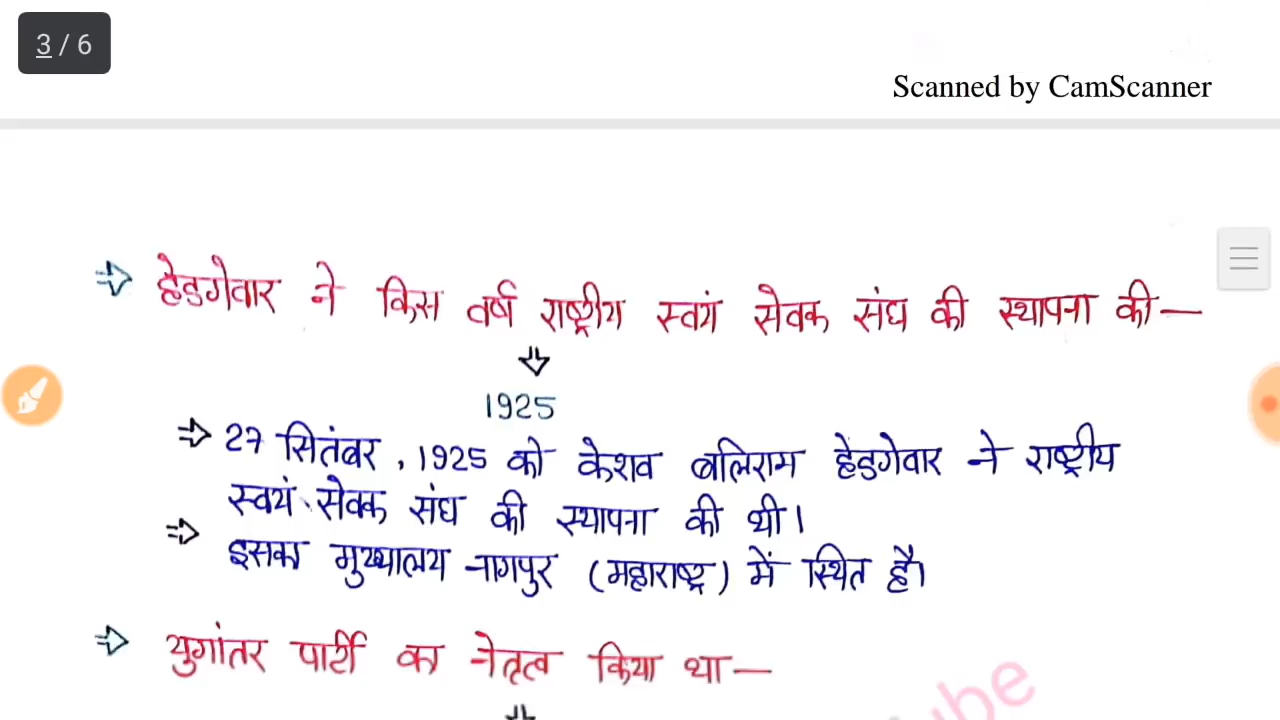 3 / 6
Scanned by CamScanner
⇒ हेडगेवार ने किस वर्ष राष्ट्रीय स्वयं सेवक संघ की स्थापना की —
1925
⇒ 27 सितंबर, 1925 को केशव बलिराम हेडगेवार ने राष्ट्रीय
स्वयं सेवक संघ की स्थापना की थी।
⇒ इसका मुख्यालय नागपुर (महाराष्ट्र) में स्थित है।
⇒ युगांतर पार्टी का नेतृत्व किया था —